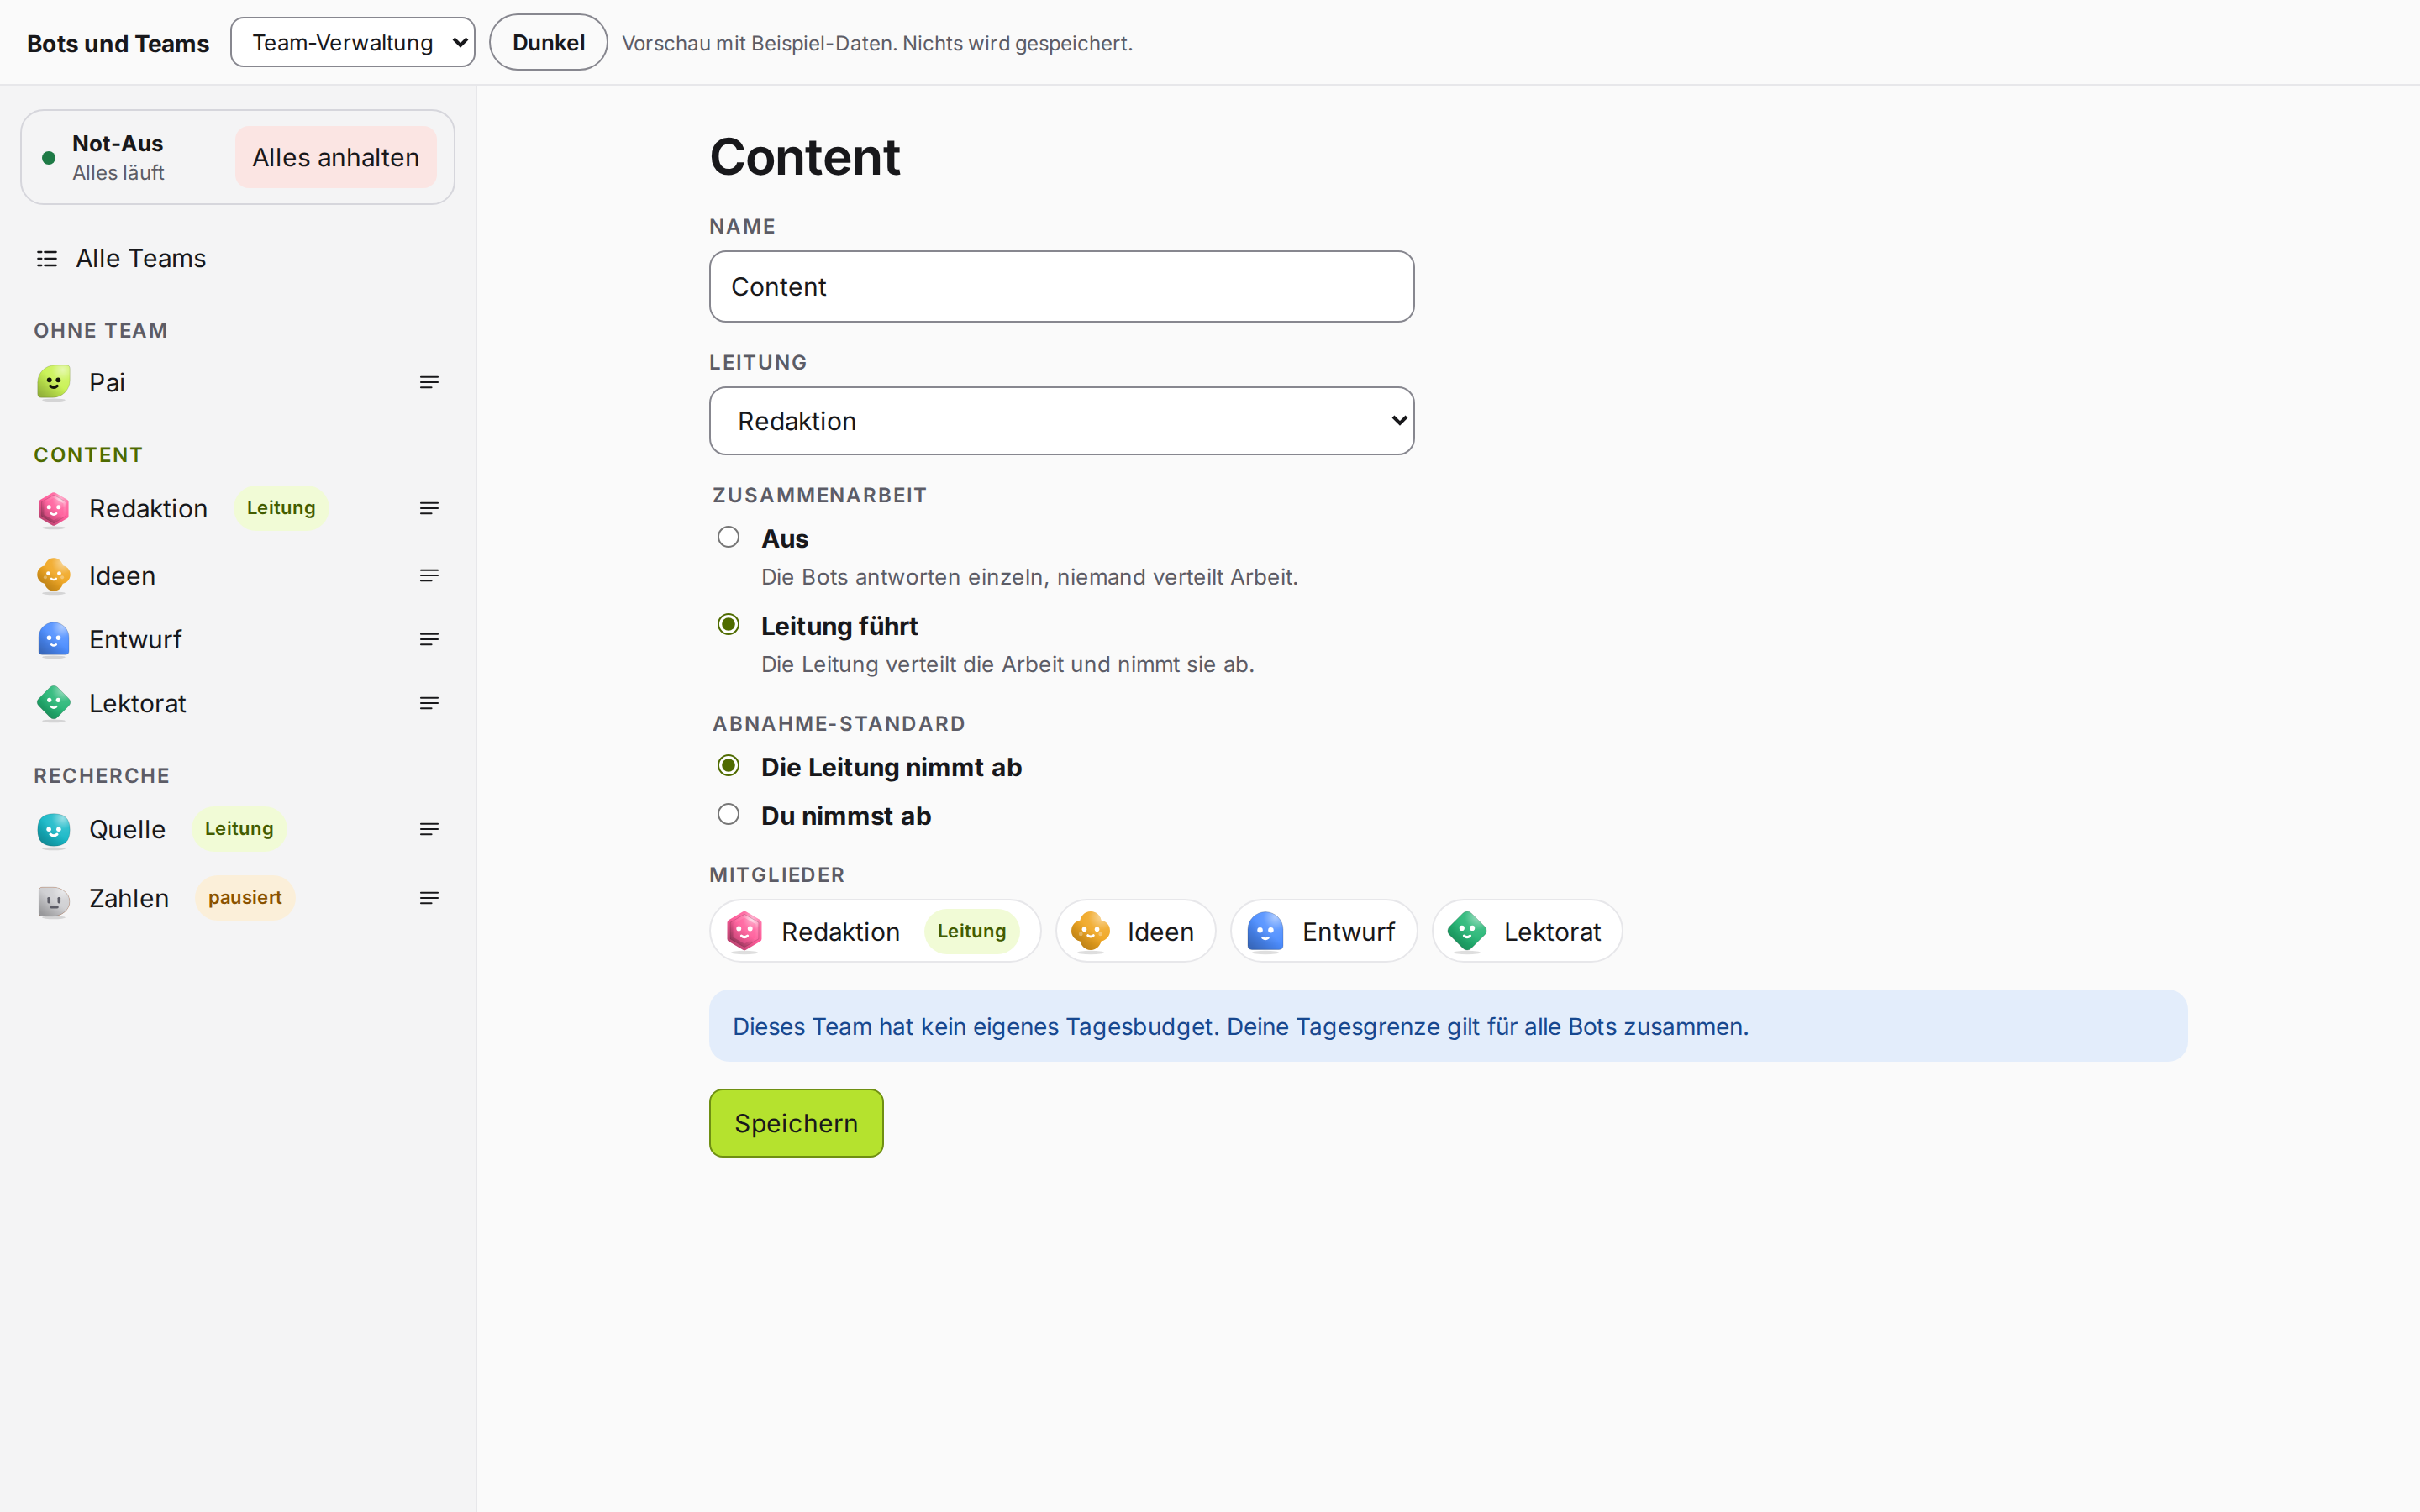 Bots und Teams
Team-Verwaltung
Dunkel
Vorschau mit Beispiel-Daten. Nichts wird gespeichert.
Not-Aus
Alles läuft
Alles anhalten
Alle Teams
OHNE TEAM
Pai
CONTENT
Redaktion Leitung
Ideen
Entwurf
Lektorat
RECHERCHE
Quelle Leitung
Zahlen pausiert
Content
NAME
Content
LEITUNG
Redaktion
ZUSAMMENARBEIT
Aus
Die Bots antworten einzeln, niemand verteilt Arbeit.
Leitung führt
Die Leitung verteilt die Arbeit und nimmt sie ab.
ABNAHME-STANDARD
Die Leitung nimmt ab
Du nimmst ab
MITGLIEDER
Redaktion Leitung Ideen Entwurf Lektorat
Dieses Team hat kein eigenes Tagesbudget. Deine Tagesgrenze gilt für alle Bots zusammen.
Speichern